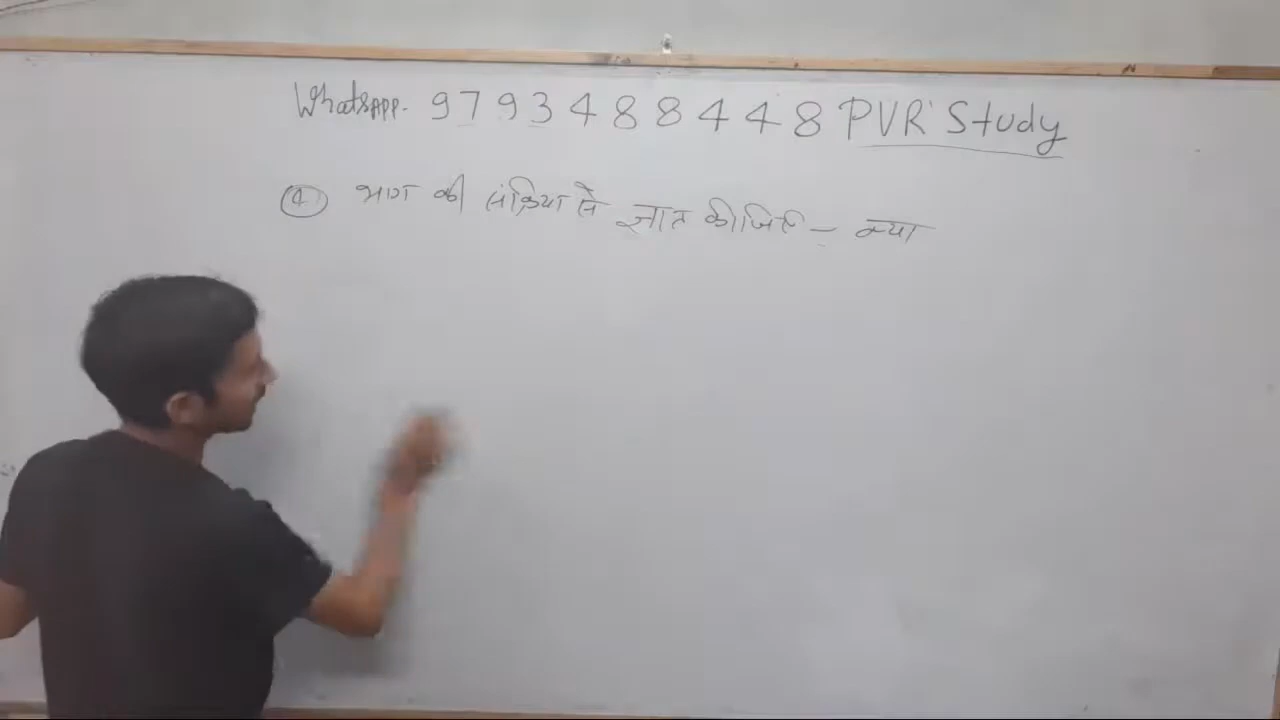 WhatsAPP. 9793488448 PVR Study
④ भाग की संक्रिया से ज्ञात कीजिए – क्या